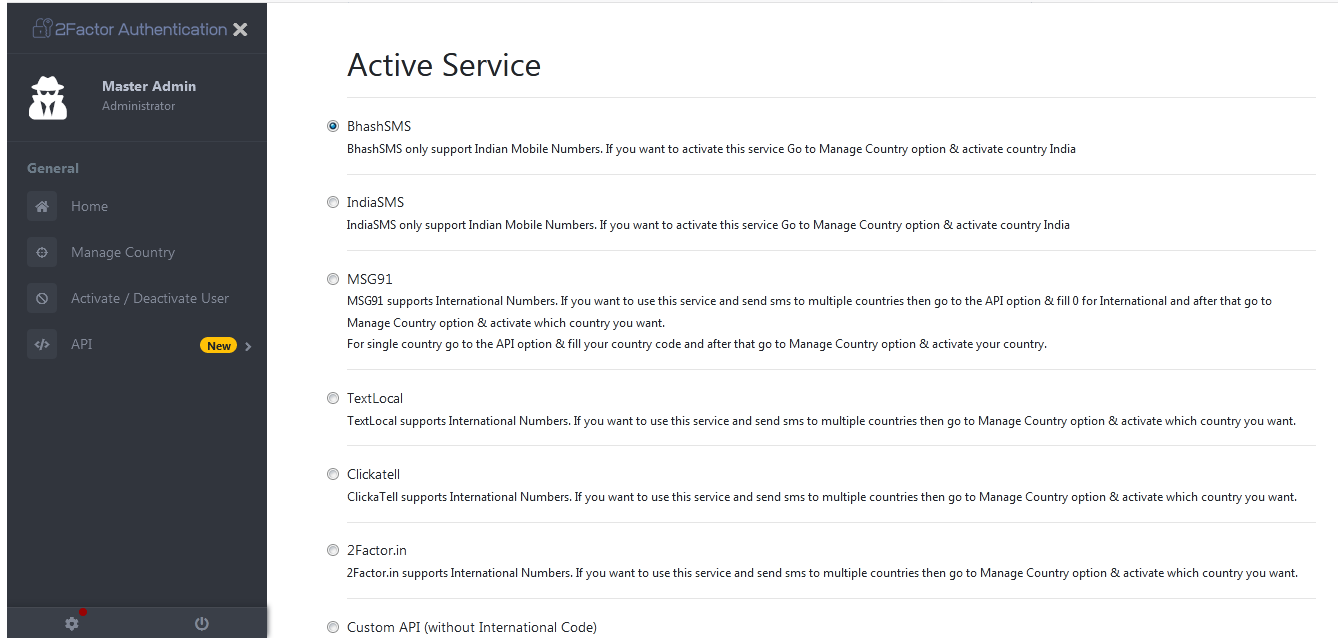 2Factor Authentication
Master Admin
Administrator
General
Home
Manage Country
Activate / Deactivate User
API
New
Active Service
BhashSMS
BhashSMS only support Indian Mobile Numbers. If you want to activate this service Go to Manage Country option & activate country India
IndiaSMS
IndiaSMS only support Indian Mobile Numbers. If you want to activate this service Go to Manage Country option & activate country India
MSG91
MSG91 supports International Numbers. If you want to use this service and send sms to multiple countries then go to the API option & fill 0 for International and after that go to
Manage Country option & activate which country you want.
For single country go to the API option & fill your country code and after that go to Manage Country option & activate your country.
TextLocal
TextLocal supports International Numbers. If you want to use this service and send sms to multiple countries then go to Manage Country option & activate which country you want.
Clickatell
ClickaTell supports International Numbers. If you want to use this service and send sms to multiple countries then go to Manage Country option & activate which country you want.
2Factor.in
2Factor.in supports International Numbers. If you want to use this service and send sms to multiple countries then go to Manage Country option & activate which country you want.
Custom API (without International Code)